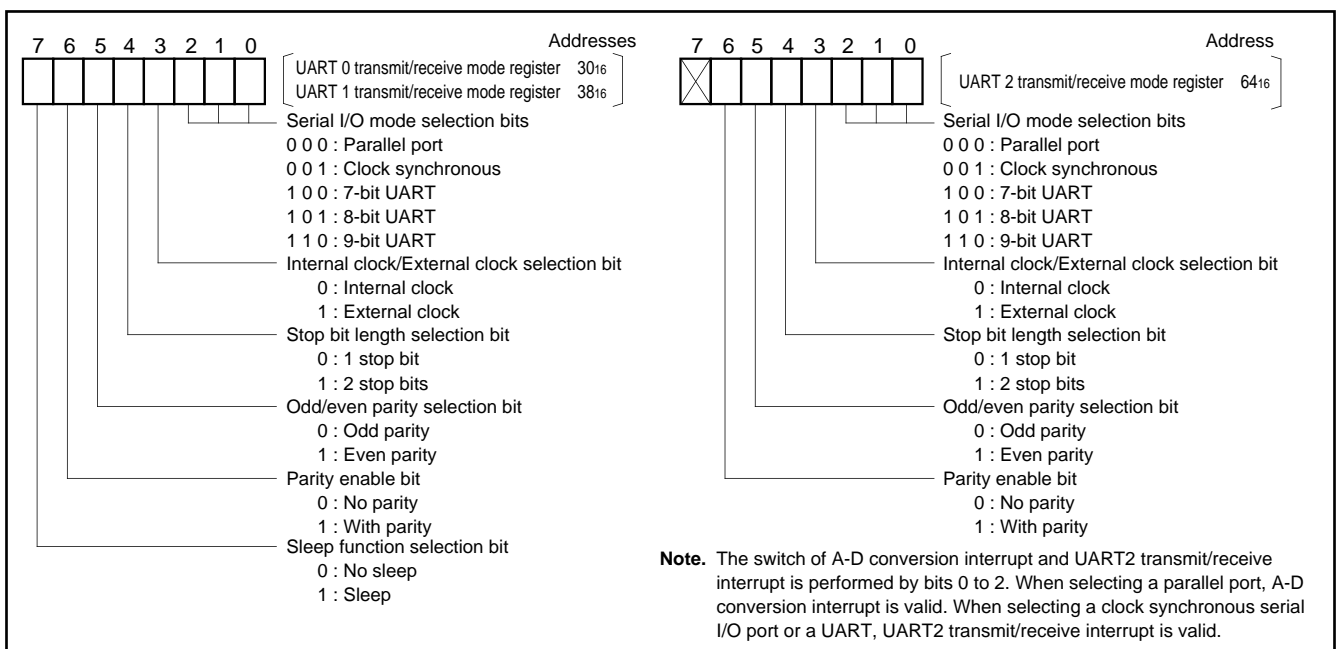 7 6 5 4 3 2 1 0
Addresses
UART 0 transmit/receive mode register 3016
UART 1 transmit/receive mode register 3816
Serial I/O mode selection bits
0 0 0 : Parallel port
0 0 1 : Clock synchronous
1 0 0 : 7-bit UART
1 0 1 : 8-bit UART
1 1 0 : 9-bit UART
Internal clock/External clock selection bit
0 : Internal clock
1 : External clock
Stop bit length selection bit
0 : 1 stop bit
1 : 2 stop bits
Odd/even parity selection bit
0 : Odd parity
1 : Even parity
Parity enable bit
0 : No parity
1 : With parity
Sleep function selection bit
0 : No sleep
1 : Sleep
7 6 5 4 3 2 1 0
Address
UART 2 transmit/receive mode register 6416
Serial I/O mode selection bits
0 0 0 : Parallel port
0 0 1 : Clock synchronous
1 0 0 : 7-bit UART
1 0 1 : 8-bit UART
1 1 0 : 9-bit UART
Internal clock/External clock selection bit
0 : Internal clock
1 : External clock
Stop bit length selection bit
0 : 1 stop bit
1 : 2 stop bits
Odd/even parity selection bit
0 : Odd parity
1 : Even parity
Parity enable bit
0 : No parity
1 : With parity
Note. The switch of A-D conversion interrupt and UART2 transmit/receive
interrupt is performed by bits 0 to 2. When selecting a parallel port, A-D
conversion interrupt is valid. When selecting a clock synchronous serial
I/O port or a UART, UART2 transmit/receive interrupt is valid.